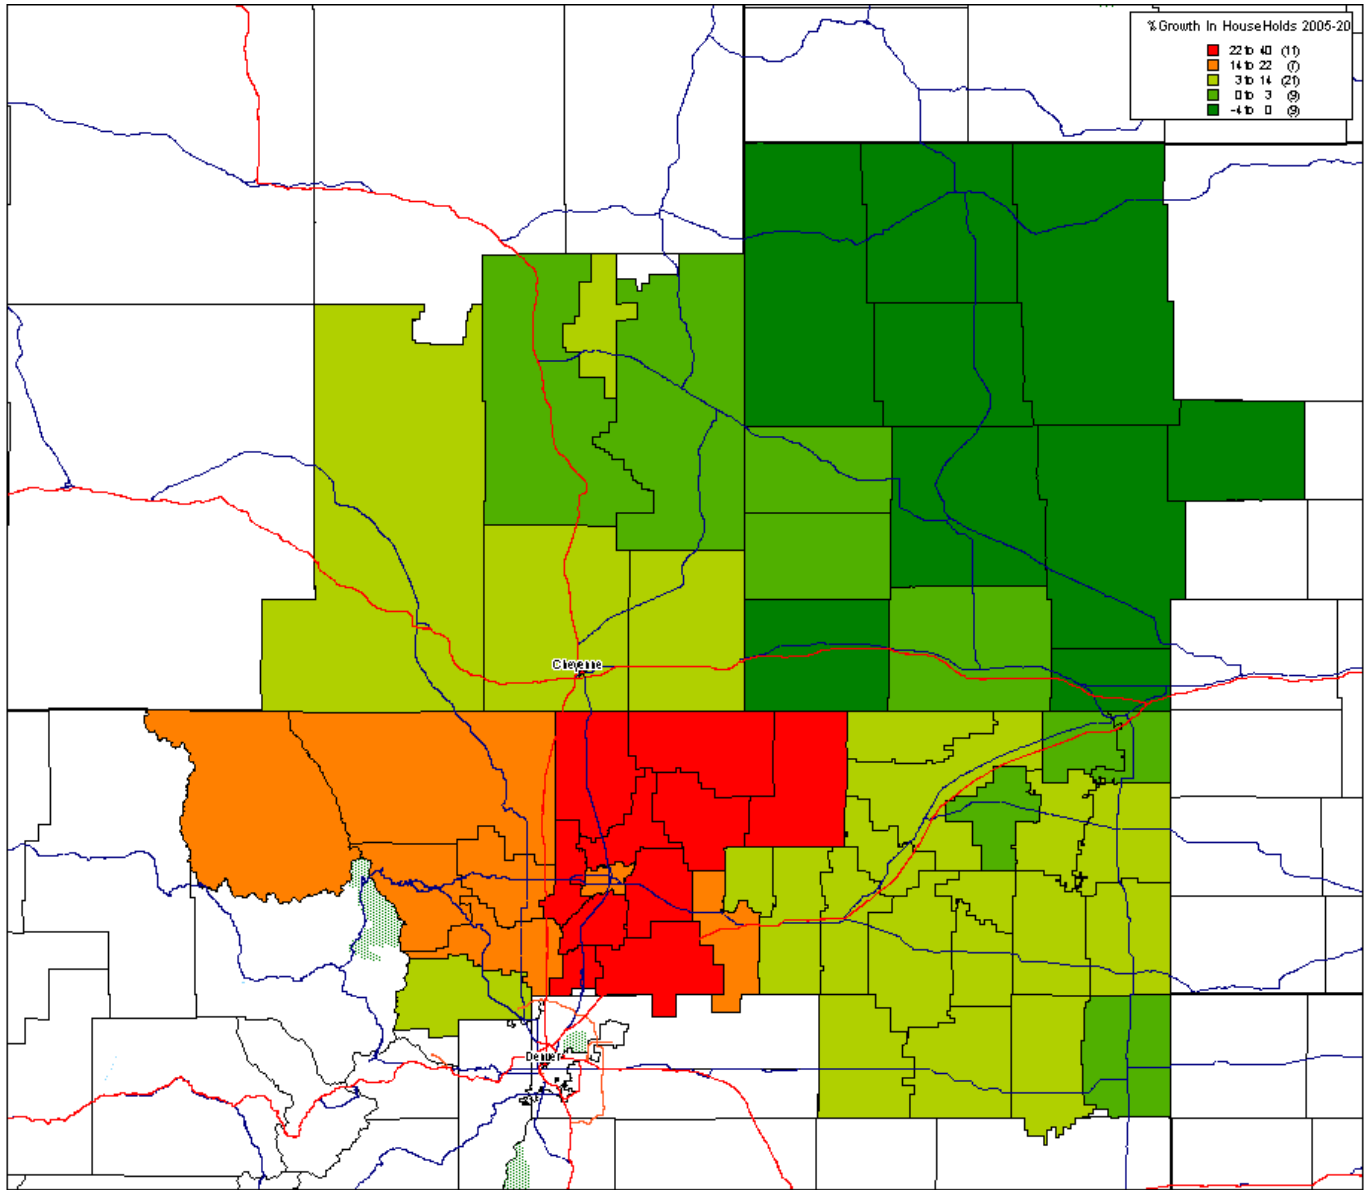 % Growth In HouseHolds 2005-20
22 to 40 (11)
14 to 22 (7)
3 to 14 (21)
0 to 3 (9)
-4 to 0 (9)
Cheyenne
Denver